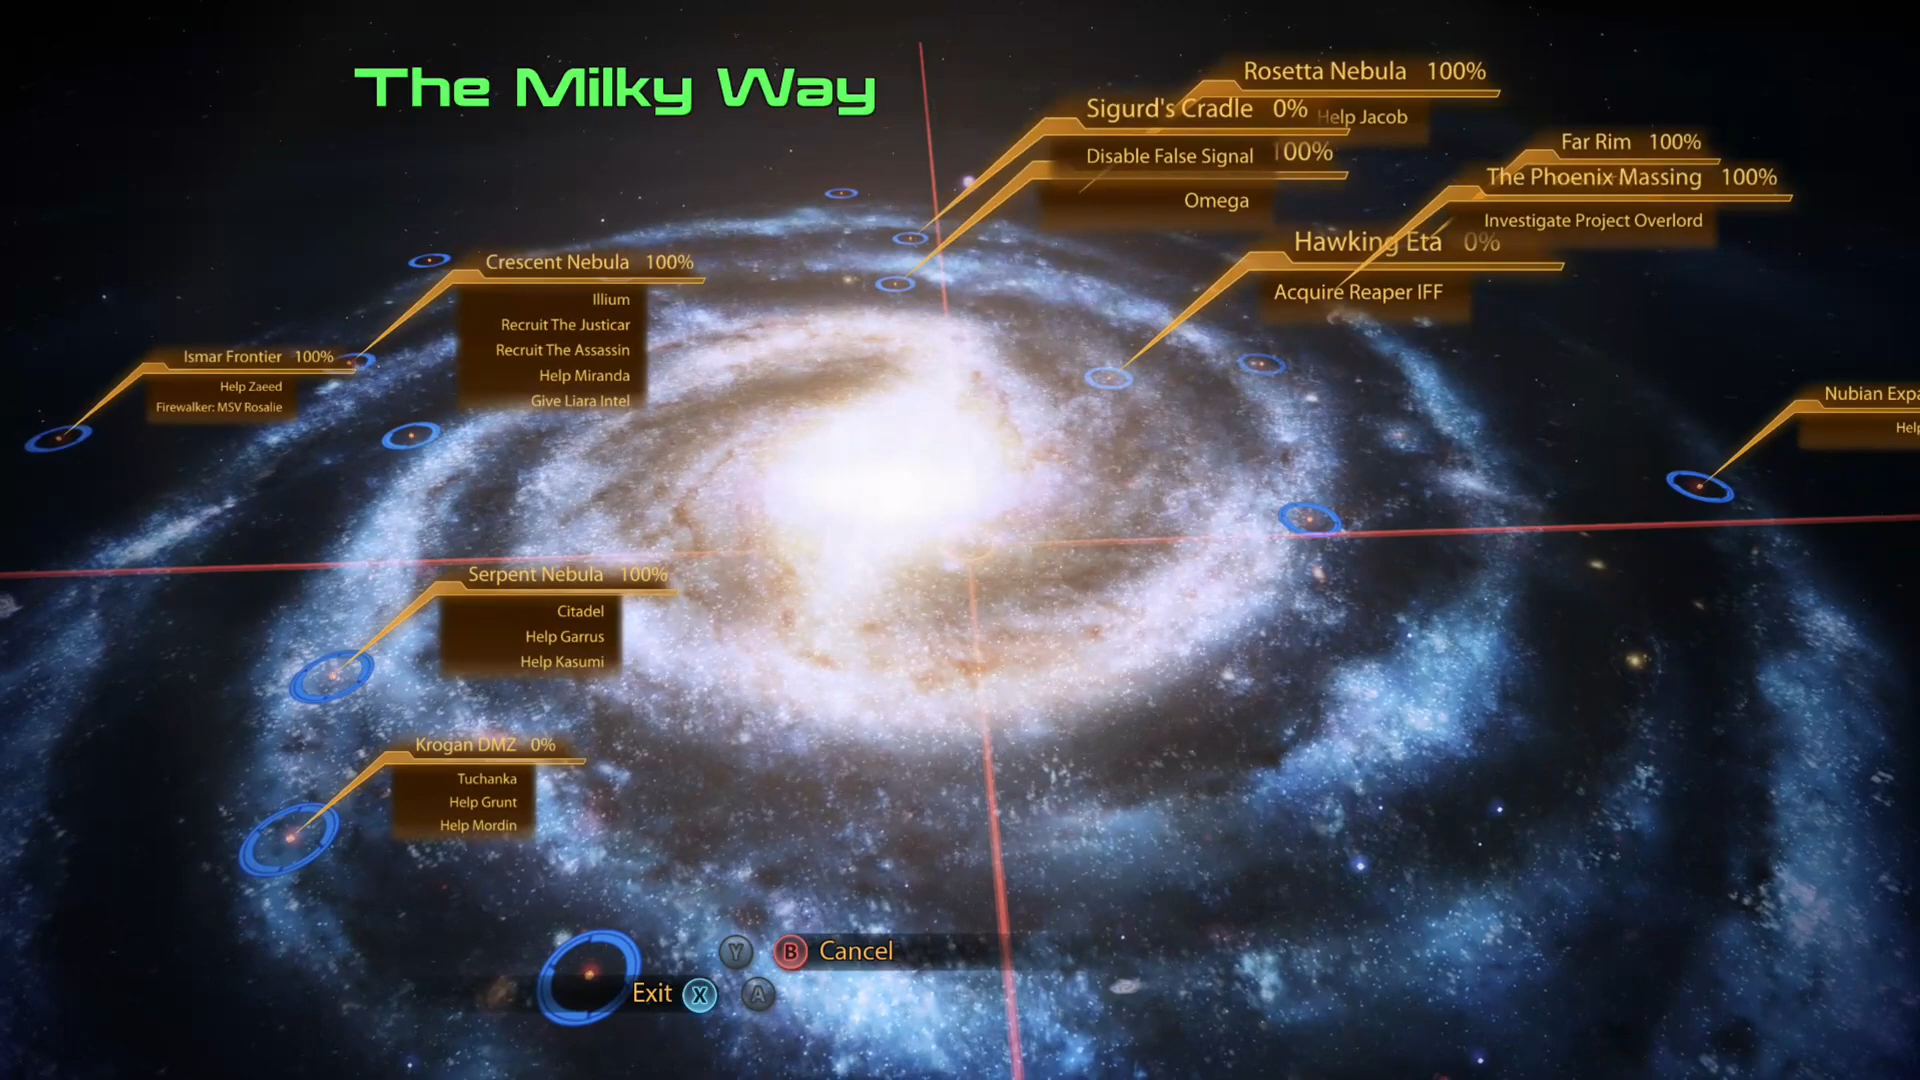 The Milky Way
Rosetta Nebula 100%
Help Jacob
Sigurd's Cradle 0%
Disable False Signal
100%
Omega
Far Rim 100%
The Phoenix Massing 100%
Investigate Project Overlord
Hawking Eta 0%
Acquire Reaper IFF
Crescent Nebula 100%
Illium
Recruit The Justicar
Recruit The Assassin
Help Miranda
Give Liara Intel
Ismar Frontier 100%
Help Zaeed
Firewalker: MSV Rosalie
Nubian Expa
Help
Serpent Nebula 100%
Citadel
Help Garrus
Help Kasumi
Krogan DMZ 0%
Tuchanka
Help Grunt
Help Mordin
Y B Cancel
Exit X A